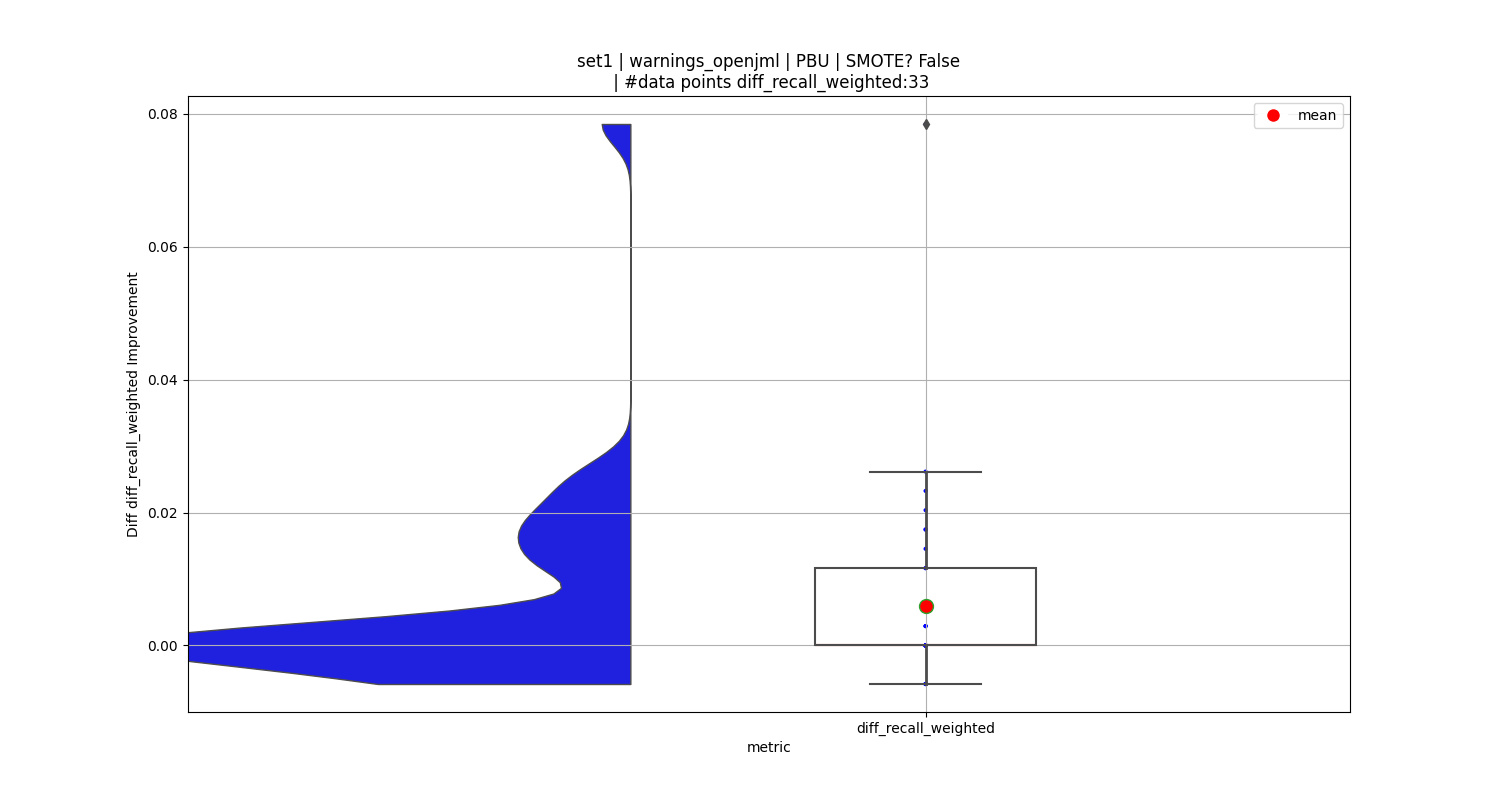 set1 | warnings_openjml | PBU | SMOTE? False
| #data points diff_recall_weighted:33
mean
0.08
0.06
0.04
0.02
0.00
Diff diff_recall_weighted Improvement
diff_recall_weighted
metric